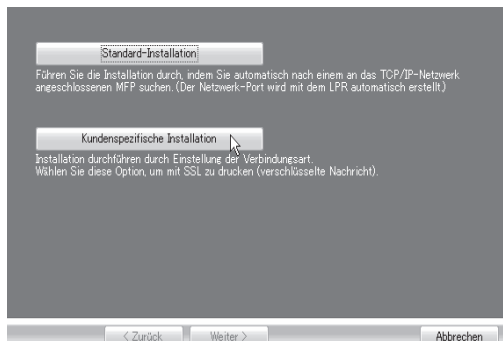 Standard-Installation
Führen Sie die Installation durch, indem Sie automatisch nach einem an das TCP/IP-Netzwerk
angeschlossenen MFP suchen. (Der Netzwerk-Port wird mit dem LPR automatisch erstellt.)
Kundenspezifische Installation
Installation durchführen durch Einstellung der Verbindungsart.
Wählen Sie diese Option, um mit SSL zu drucken (verschlüsselte Nachricht).
< Zurück Weiter > Abbrechen